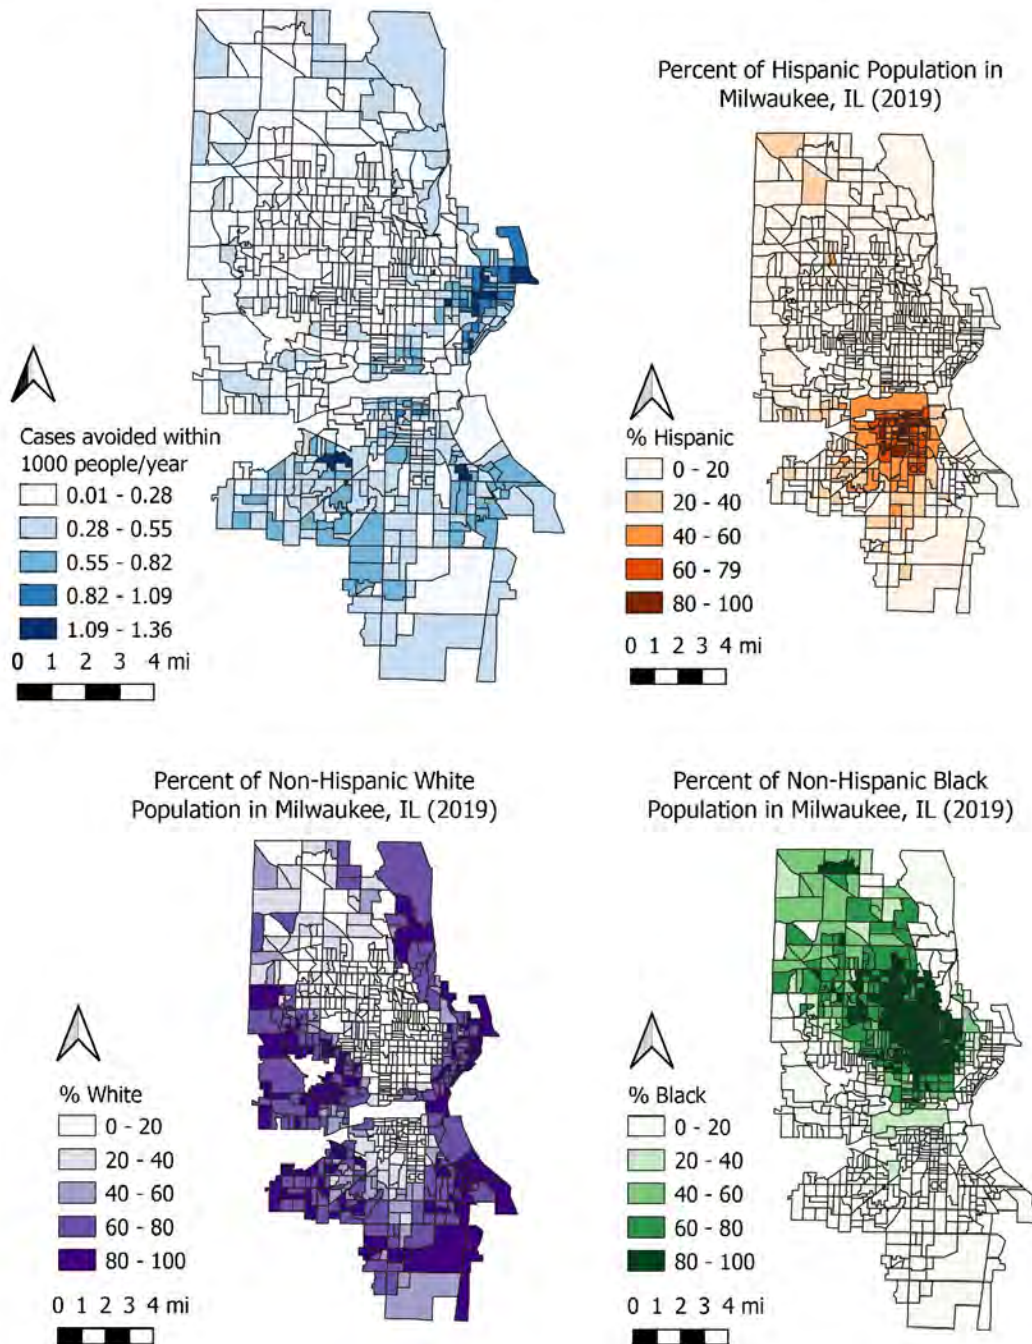 Cases avoided within
1000 people/year
0.01 - 0.28
0.28 - 0.55
0.55 - 0.82
0.82 - 1.09
1.09 - 1.36
0 1 2 3 4 mi
Percent of Hispanic Population in
Milwaukee, IL (2019)
% Hispanic
0 - 20
20 - 40
40 - 60
60 - 79
80 - 100
0 1 2 3 4 mi
Percent of Non-Hispanic White
Population in Milwaukee, IL (2019)
% White
0 - 20
20 - 40
40 - 60
60 - 80
80 - 100
0 1 2 3 4 mi
Percent of Non-Hispanic Black
Population in Milwaukee, IL (2019)
% Black
0 - 20
20 - 40
40 - 60
60 - 80
80 - 100
0 1 2 3 4 mi